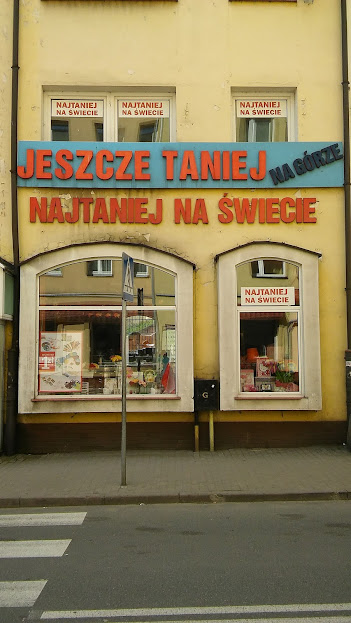 NAJTANIEJ
NA ŚWIECIE
NAJTANIEJ
NA ŚWIECIE
NAJTANIEJ
NA ŚWIECIE
JESZCZE TANIEJ NA GÓRZE
NAJTANIEJ NA ŚWIECIE
NAJTANIEJ
NA ŚWIECIE
G